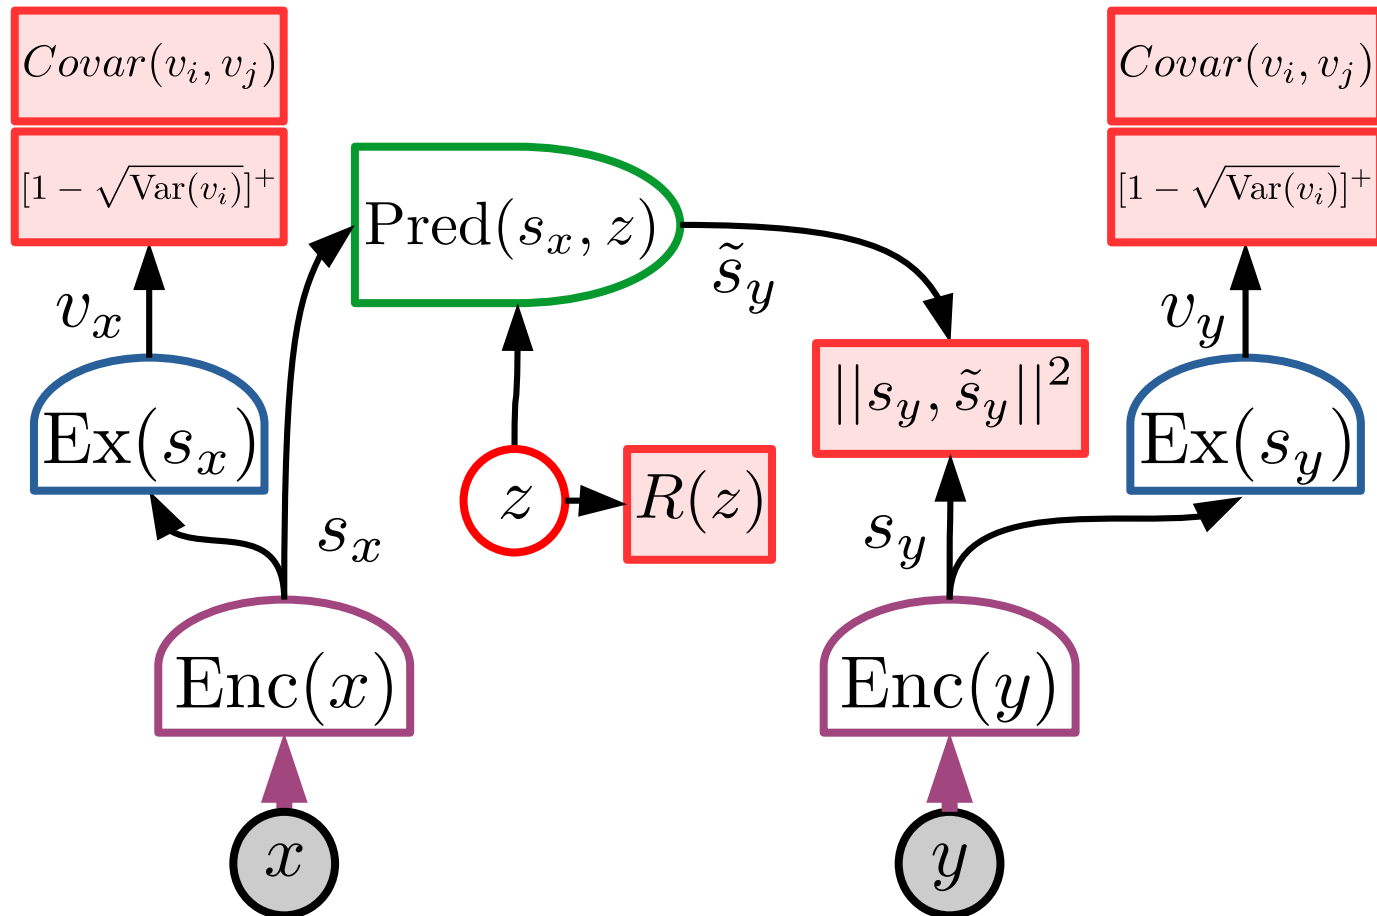 Covar(v_i, v_j)
[1 − √Var(v_i)]^+
v_x
Ex(s_x)
s_x
Enc(x)
x
Pred(s_x, z)
s̃_y
z
R(z)
||s_y, s̃_y||^2
s_y
Enc(y)
y
Covar(v_i, v_j)
[1 − √Var(v_i)]^+
v_y
Ex(s_y)